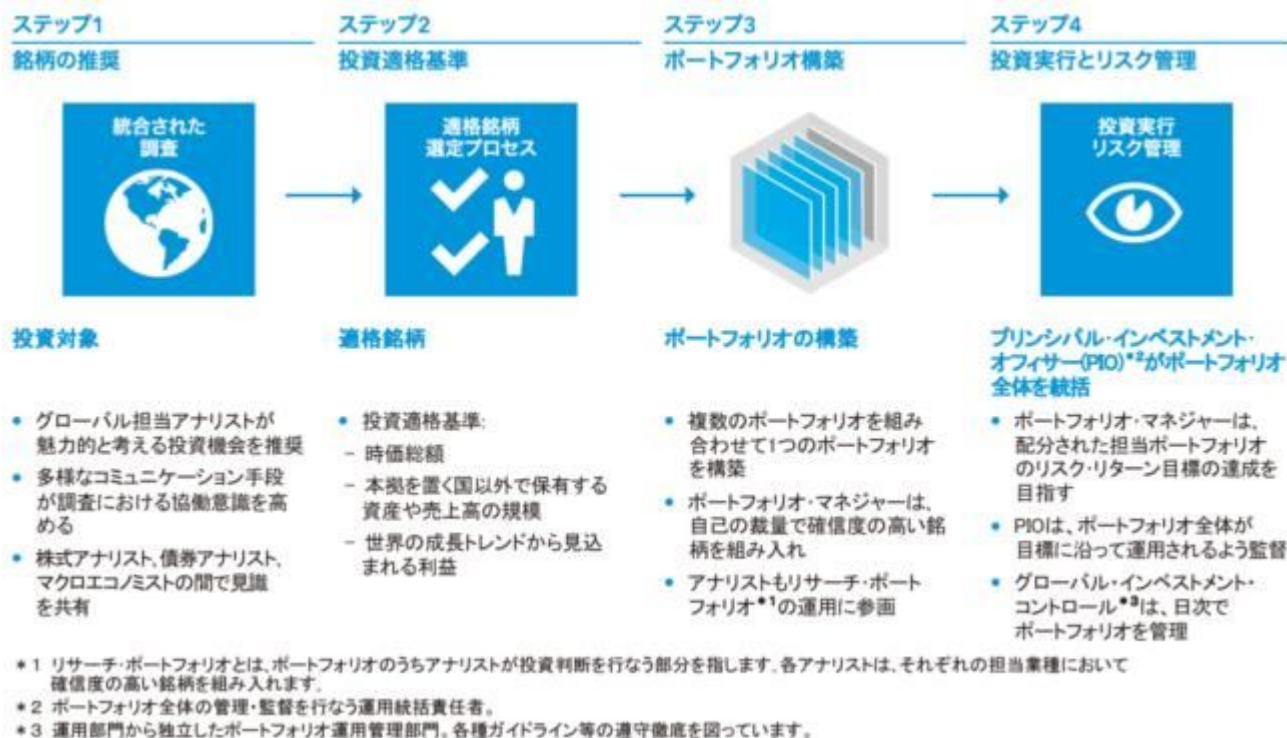 ステップ1
銘柄の推奨
統合された
調査
投資対象
• グローバル担当アナリストが
魅力的と考える投資機会を推奨
• 多様なコミュニケーション手段
が調査における協働意識を高
める
• 株式アナリスト、債券アナリスト、
マクロエコノミストの間で見識
を共有
ステップ2
投資適格基準
適格銘柄
選定プロセス
適格銘柄
• 投資適格基準:
− 時価総額
− 本拠を置く国以外で保有する
資産や売上高の規模
− 世界の成長トレンドから見込
まれる利益
ステップ3
ポートフォリオ構築
ポートフォリオの構築
• 複数のポートフォリオを組み
合わせて1つのポートフォリオ
を構築
• ポートフォリオ・マネジャーは、
自己の裁量で確信度の高い銘
柄を組み入れ
• アナリストもリサーチ・ポート
フォリオ*1の運用に参画
ステップ4
投資実行とリスク管理
投資実行
リスク管理
プリンシパル・インベストメント・
オフィサー(PIO)*2がポートフォリオ
全体を統括
• ポートフォリオ・マネジャーは、
配分された担当ポートフォリオ
のリスク・リターン目標の達成を
目指す
• PIOは、ポートフォリオ全体が
目標に沿って運用されるよう監督
• グローバル・インベストメント・
コントロール*3は、日次で
ポートフォリオを管理
*1 リサーチ・ポートフォリオとは、ポートフォリオのうちアナリストが投資判断を行なう部分を指します。各アナリストは、それぞれの担当業種において
確信度の高い銘柄を組み入れます。
*2 ポートフォリオ全体の管理・監督を行なう運用統括責任者。
*3 運用部門から独立したポートフォリオ運用管理部門。各種ガイドライン等の遵守徹底を図っています。